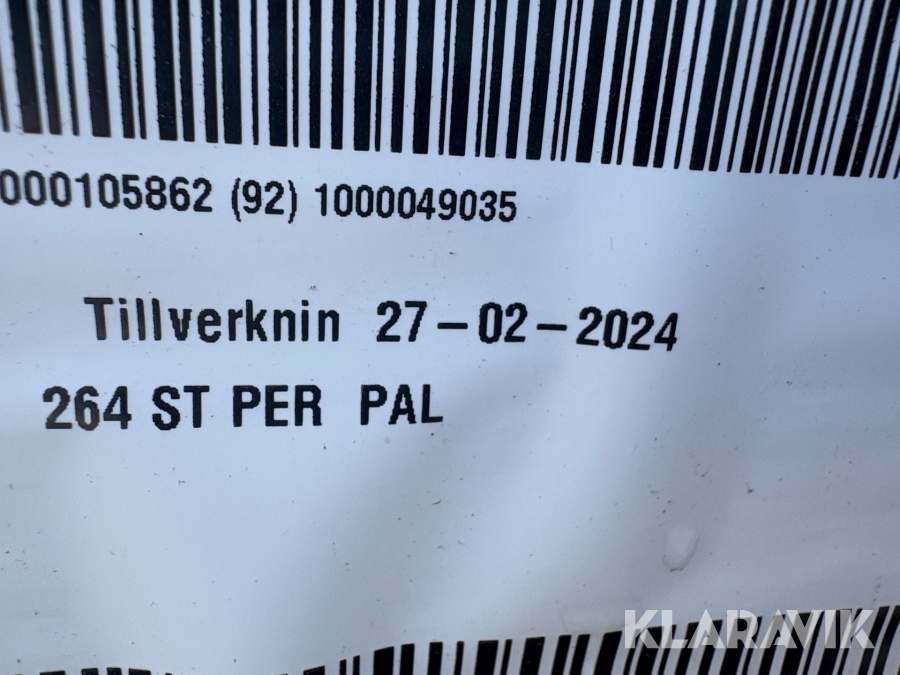 000105862 (92) 1000049035
Tillverknin 27-02-2024
264 ST PER PAL
KLARAVIK